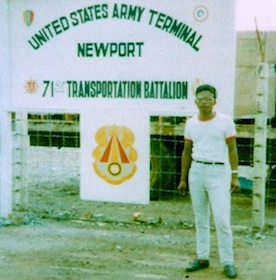 UNITED STATES ARMY TERMINAL
NEWPORT
71ST TRANSPORTATION BATTALION